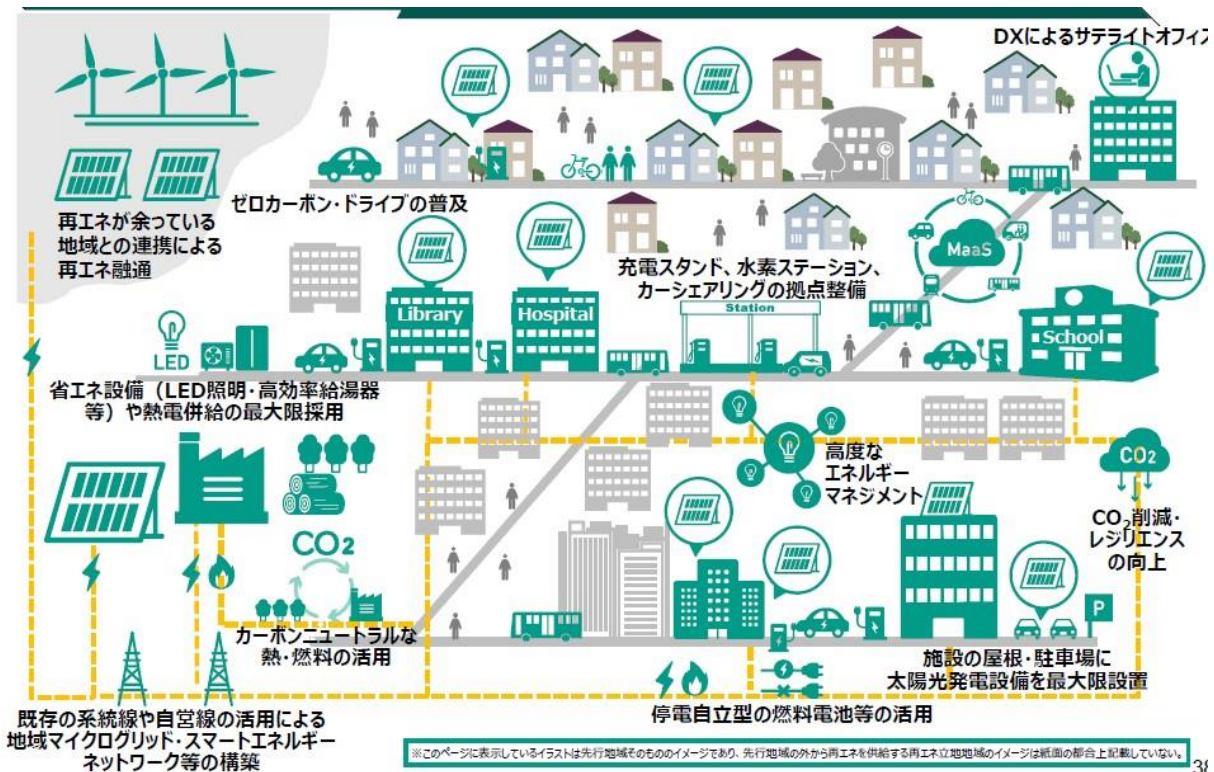 DXによるサテライトオフィス
再エネが余っている
地域との連携による
再エネ融通
ゼロカーボン・ドライブの普及
充電スタンド、水素ステーション、
カーシェアリングの拠点整備
MaaS
Library
Hospital
Station
School
LED
省エネ設備（LED照明・高効率給湯器
等）や熱電併給の最大限採用
高度な
エネルギー
マネジメント
CO2
CO₂削減・
レジリエンス
の向上
CO2
カーボンニュートラルな
熱・燃料の活用
P
施設の屋根・駐車場に
太陽光発電設備を最大限設置
停電自立型の燃料電池等の活用
既存の系統線や自営線の活用による
地域マイクログリッド・スマートエネルギー
ネットワーク等の構築
※このページに表示しているイラストは先行地域そのもののイメージであり、先行地域の外から再エネを供給する再エネ立地地域のイメージは紙面の都合上記載していない。
38